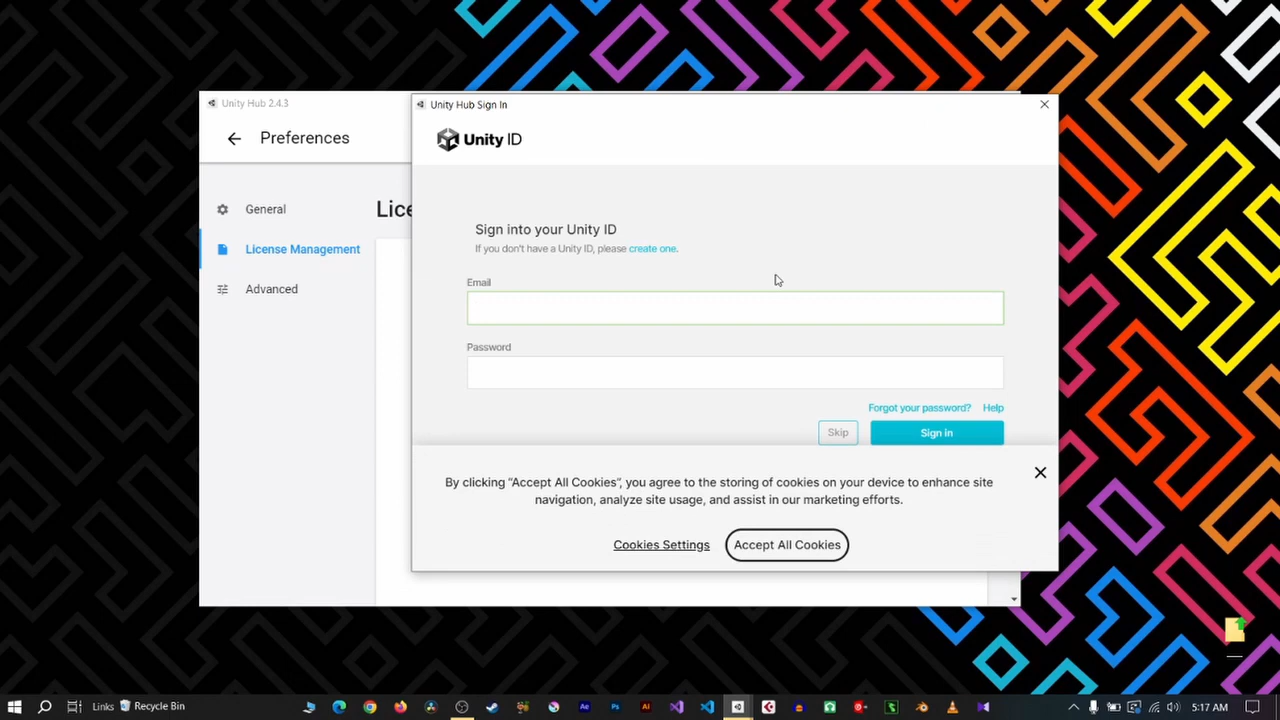 Unity Hub 2.4.3
Preferences
General
License Management
Advanced
Lice
Unity Hub Sign In
Unity ID
Sign into your Unity ID
If you don't have a Unity ID, please create one.
Email
Password
Forgot your password? Help
Skip Sign in
By clicking “Accept All Cookies”, you agree to the storing of cookies on your device to enhance site
navigation, analyze site usage, and assist in our marketing efforts.
Cookies Settings Accept All Cookies
Links Recycle Bin Ae Ps Ai 5:17 AM